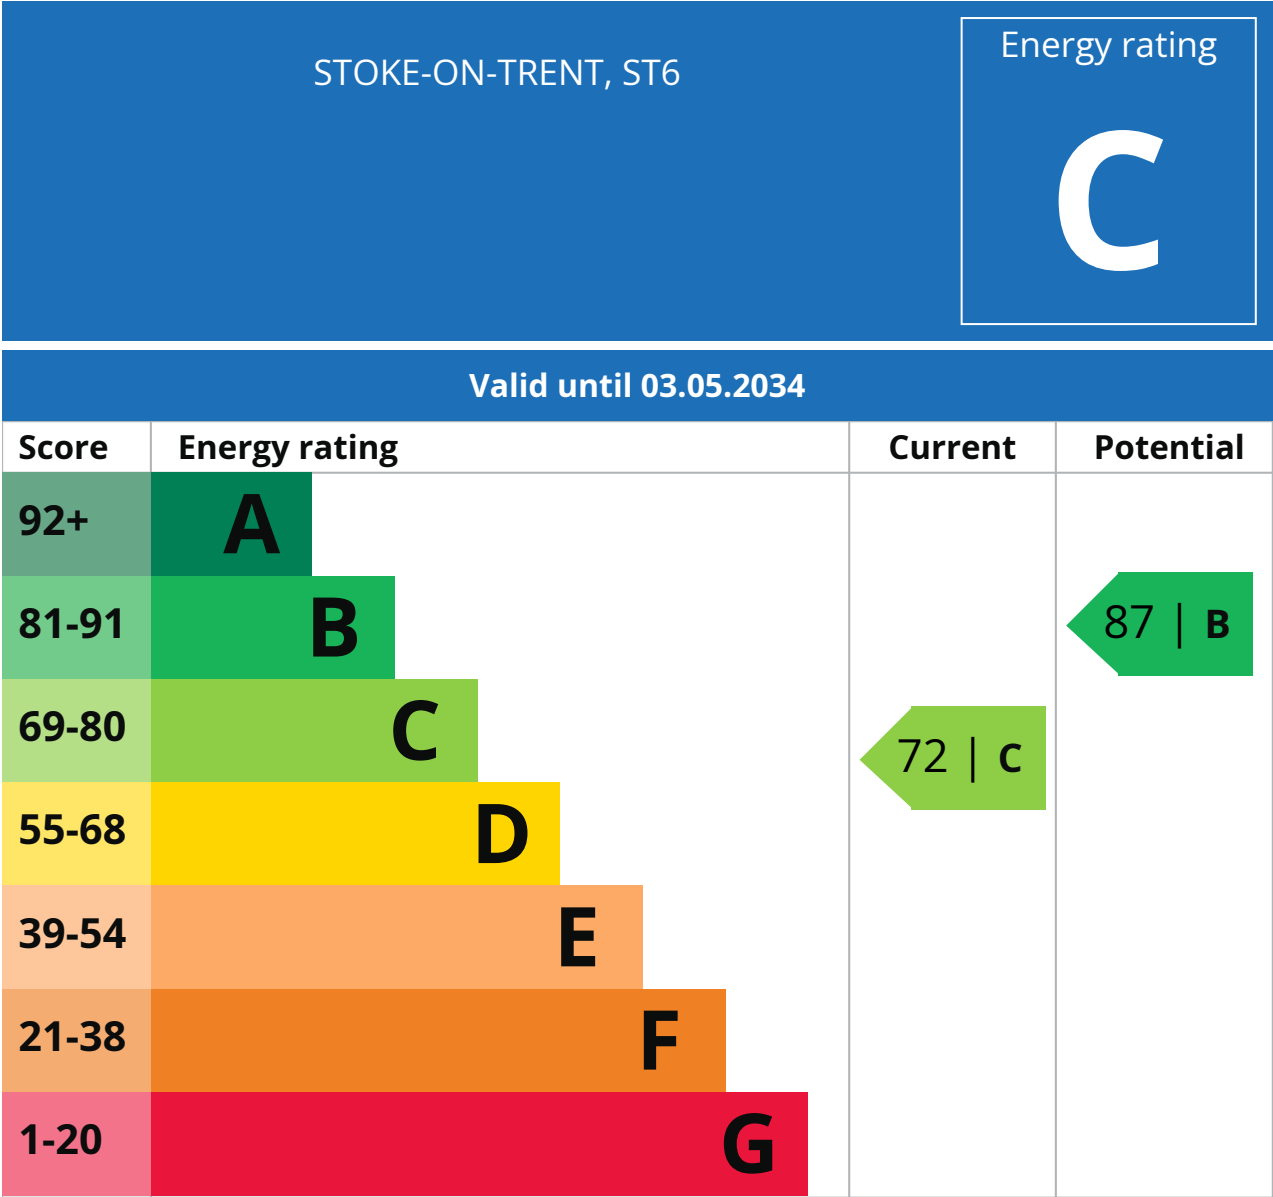 STOKE-ON-TRENT, ST6
Energy rating
C
Valid until 03.05.2034
Score Energy rating Current Potential
92+ A
81-91 B 87 | B
69-80 C 72 | C
55-68 D
39-54 E
21-38 F
1-20 G